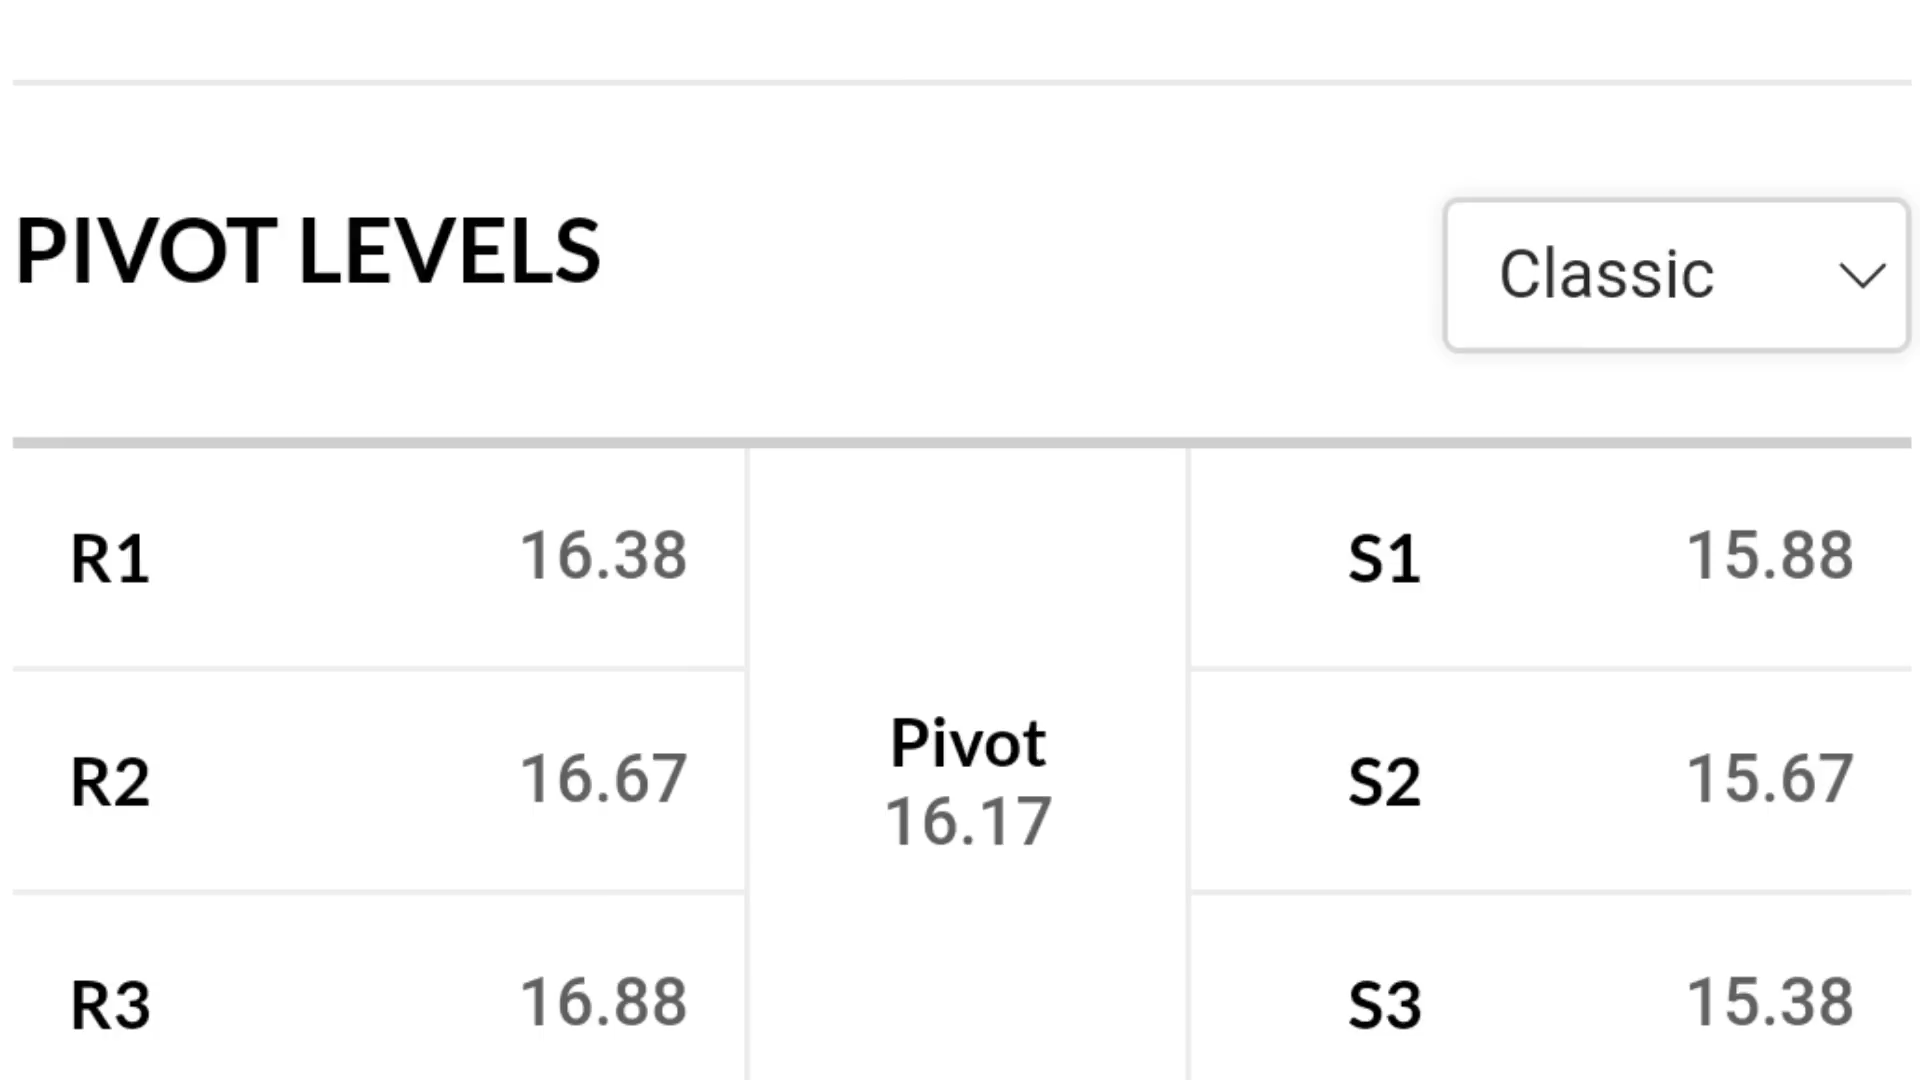 PIVOT LEVELS
Classic
R1 16.38
S1 15.88
R2 16.67
Pivot
16.17
S2 15.67
R3 16.88
S3 15.38